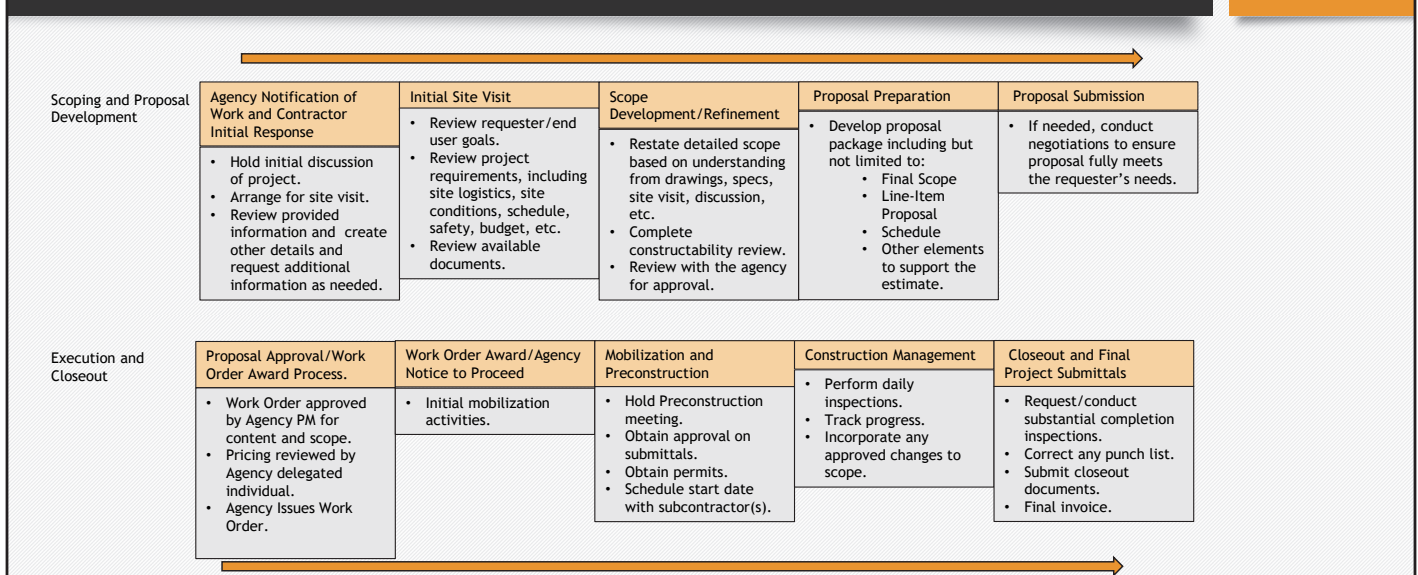 Scoping and Proposal
Development
Agency Notification of
Work and Contractor
Initial Response
• Hold initial discussion
of project.
• Arrange for site visit.
• Review provided
information and  create
other details and
request additional
information as needed.
Initial Site Visit
• Review requester/end
user goals.
• Review project
requirements, including
site logistics, site
conditions, schedule,
safety, budget, etc.
• Review available
documents.
Scope
Development/Refinement
• Restate detailed scope
based on understanding
from drawings, specs,
site visit, discussion,
etc.
• Complete
constructability review.
• Review with the agency
for approval.
Proposal Preparation
• Develop proposal
package including but
not limited to:
• Final Scope
• Line-Item
Proposal
• Schedule
• Other elements
to support the
estimate.
Proposal Submission
• If needed, conduct
negotiations to ensure
proposal fully meets
the requester’s needs.
Execution and
Closeout
Proposal Approval/Work
Order Award Process.
• Work Order approved
by Agency PM for
content and scope.
• Pricing reviewed by
Agency delegated
individual.
• Agency Issues Work
Order.
Work Order Award/Agency
Notice to Proceed
• Initial mobilization
activities.
Mobilization and
Preconstruction
• Hold Preconstruction
meeting.
• Obtain approval on
submittals.
• Obtain permits.
• Schedule start date
with subcontractor(s).
Construction Management
• Perform daily
inspections.
• Track progress.
• Incorporate any
approved changes to
scope.
Closeout and Final
Project Submittals
• Request/conduct
substantial completion
inspections.
• Correct any punch list.
• Submit closeout
documents.
• Final invoice.